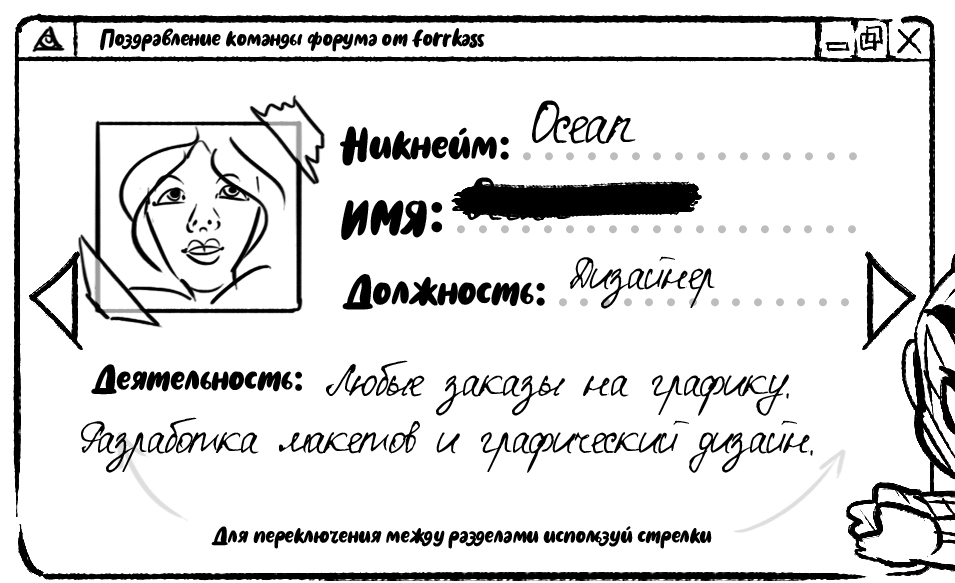 Поздравление команды форума от forrkass
Никнейм: Ocean
ИМЯ:
Должность: Дизайнер
Деятельность: Любые заказы на графику.
Разработка макетов и графический дизайн.
Для переключения между разделами используй стрелки